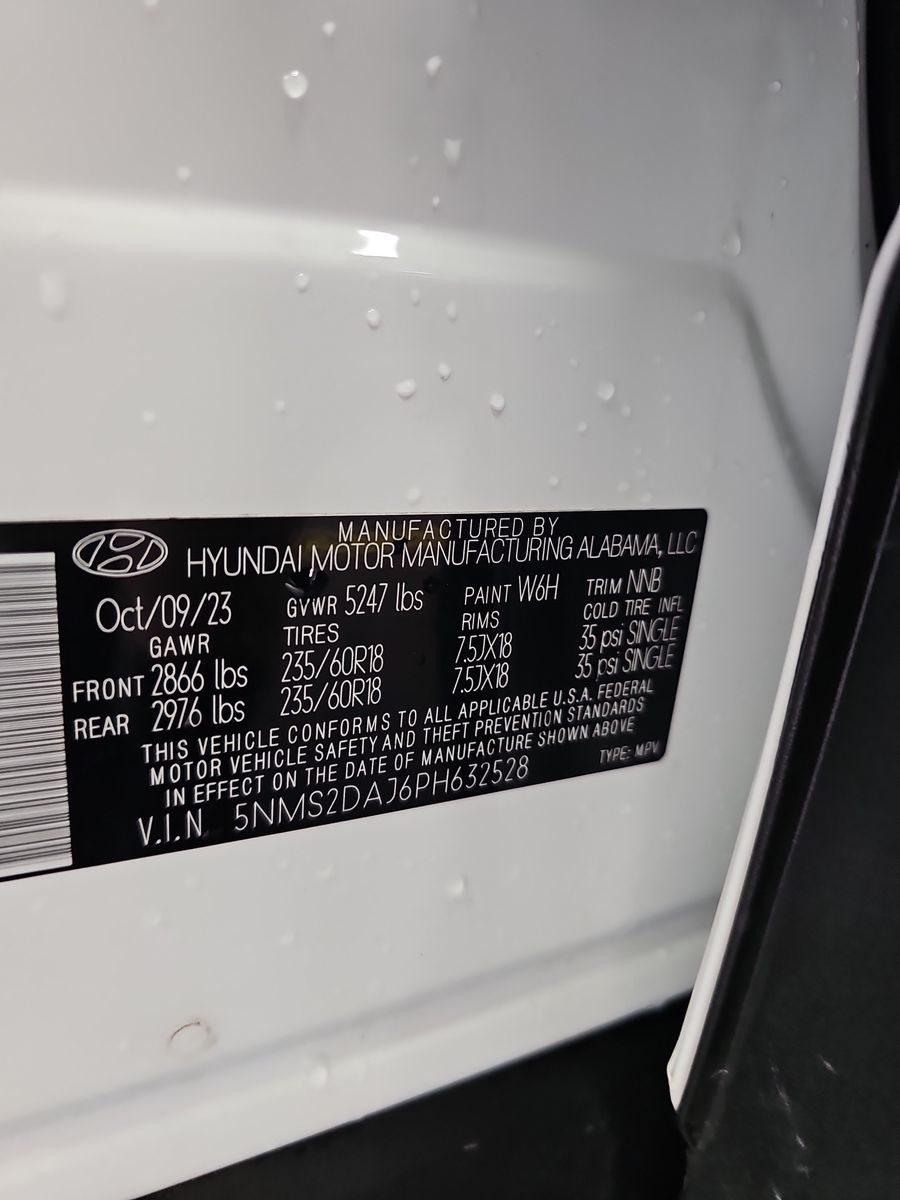 MANUFACTURED BY
HYUNDAI MOTOR MANUFACTURING ALABAMA, LLC
Oct/09/23 GVWR 5247 lbs PAINT W6H TRIM NNB
GAWR TIRES RIMS COLD TIRE INFL
FRONT 2866 lbs 235/60R18 7.5JX18 35 psi SINGLE
REAR 2976 lbs 235/60R18 7.5JX18 35 psi SINGLE
THIS VEHICLE CONFORMS TO ALL APPLICABLE U.S.A. FEDERAL
MOTOR VEHICLE SAFETY AND THEFT PREVENTION STANDARDS
IN EFFECT ON THE DATE OF MANUFACTURE SHOWN ABOVE
V.I.N 5NMS2DAJ6PH632528 TYPE: MPV